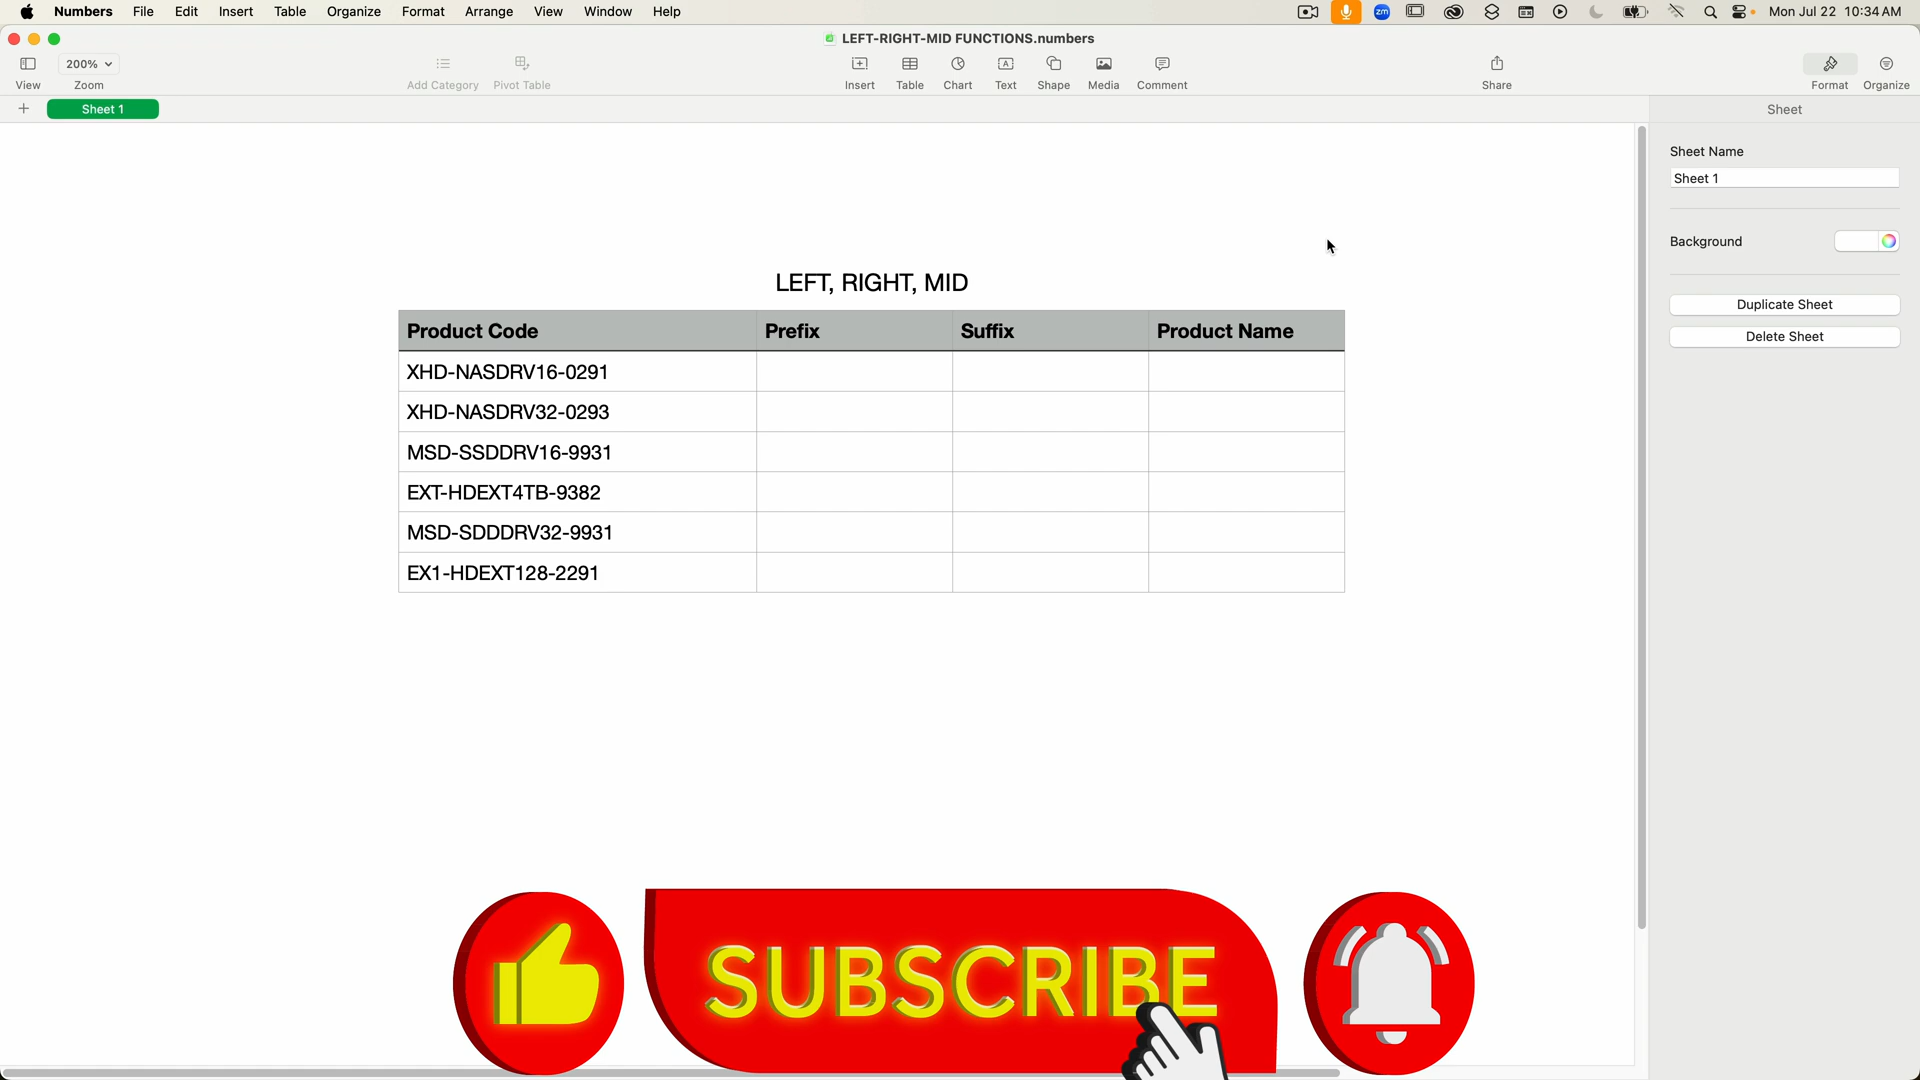 Numbers File Edit Insert Table Organize Format Arrange View Window Help zm Mon Jul 22 10:34 AM
LEFT-RIGHT-MID FUNCTIONS.numbers
200%
View Zoom Add Category Pivot Table Insert Table Chart Text Shape Media Comment Share Format Organize
Sheet 1 Sheet
Sheet Name
Sheet 1
Background
Duplicate Sheet
Delete Sheet
LEFT, RIGHT, MID
Product Code Prefix Suffix Product Name
XHD-NASDRV16-0291
XHD-NASDRV32-0293
MSD-SSDDRV16-9931
EXT-HDEXT4TB-9382
MSD-SDDDRV32-9931
EX1-HDEXT128-2291
SUBSCRIBE